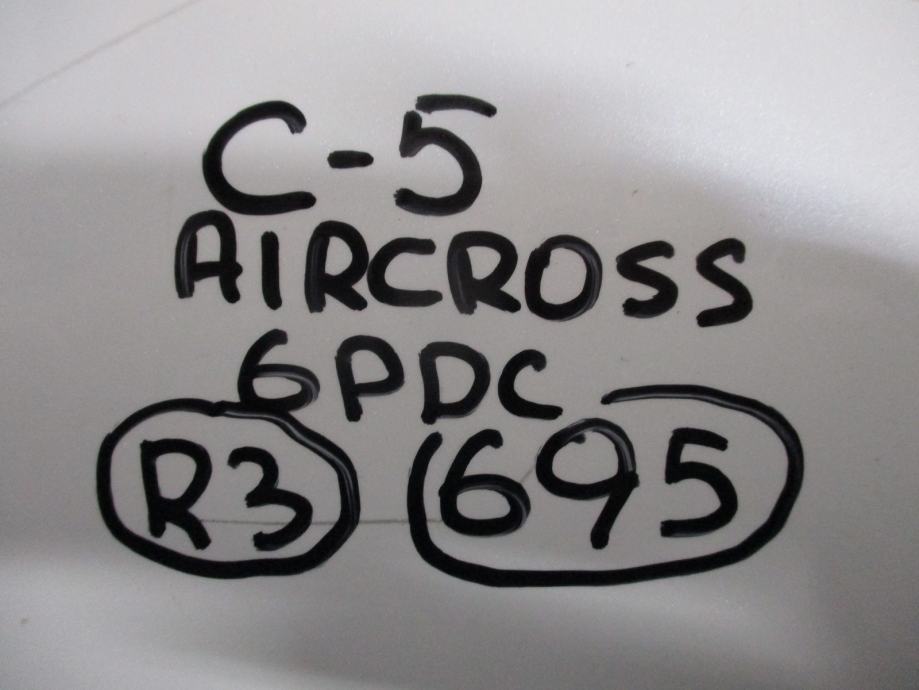 C-5
AIRCROSS
6PDC
R3 695